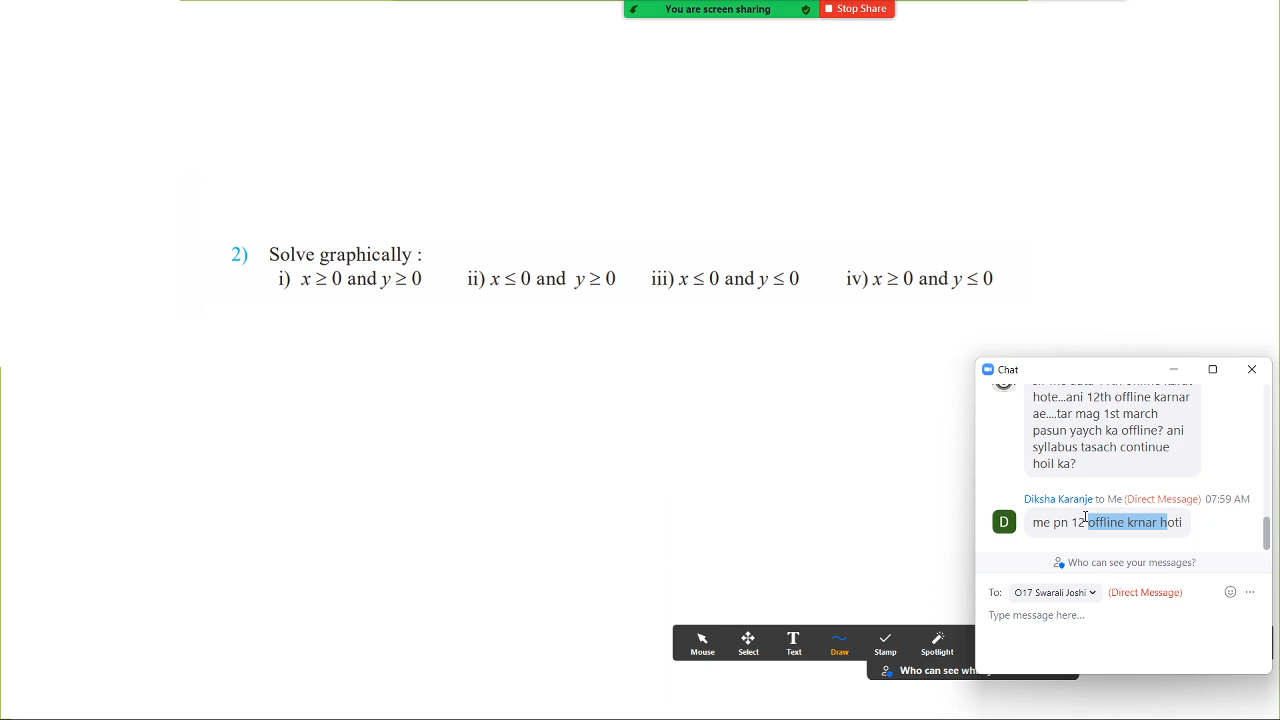 You are screen sharing
Stop Share
2) Solve graphically :
i) x ≥ 0 and y ≥ 0 ii) x ≤ 0 and y ≥ 0 iii) x ≤ 0 and y ≤ 0 iv) x ≥ 0 and y ≤ 0
Chat
hote...ani 12th offline karnar
ae....tar mag 1st march
pasun yaych ka offline? ani
syllabus tasach continue
hoil ka?
Diksha Karanje to Me (Direct Message) 07:59 AM
D
me pn 12 offline krnar hoti
Who can see your messages?
To: O17 Swarali Joshi (Direct Message)
Type message here...
Mouse Select Text Draw Stamp Spotlight
Who can see